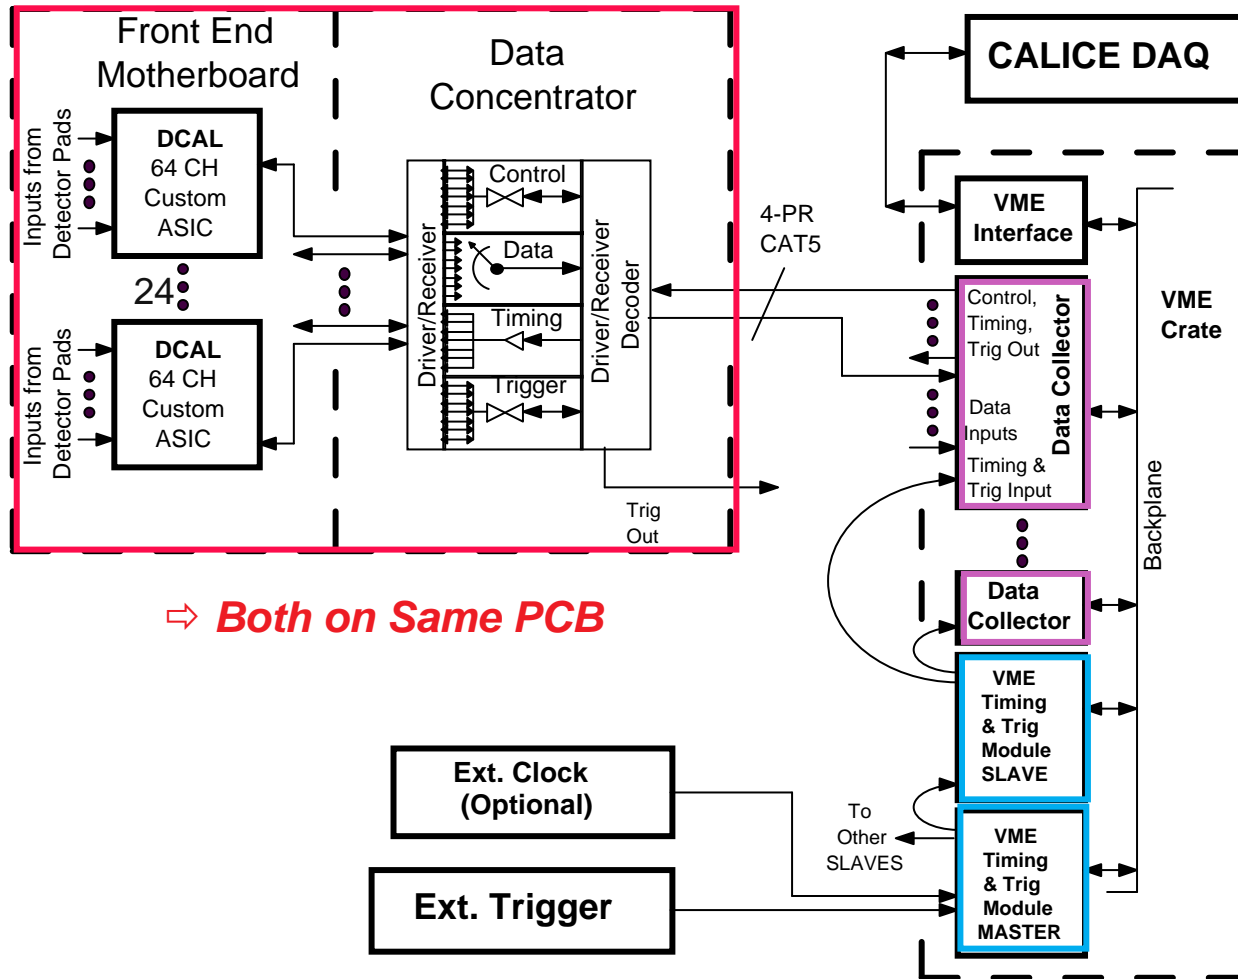 Front End
Motherboard
Data
Concentrator
CALICE DAQ
Inputs from
Detector Pads
DCAL
64 CH
Custom
ASIC
24
Inputs from
Detector Pads
DCAL
64 CH
Custom
ASIC
Driver/Receiver
Control
Data
Timing
Trigger
Driver/Receiver
Decoder
4-PR
CAT5
Trig
Out
VME
Interface
VME
Crate
Control,
Timing,
Trig Out
Data
Inputs
Timing &
Trig Input
Data Collector
Backplane
Data
Collector
⇨ Both on Same PCB
VME
Timing
& Trig
Module
SLAVE
Ext. Clock
(Optional)
To
Other
SLAVES
VME
Timing
& Trig
Module
MASTER
Ext. Trigger